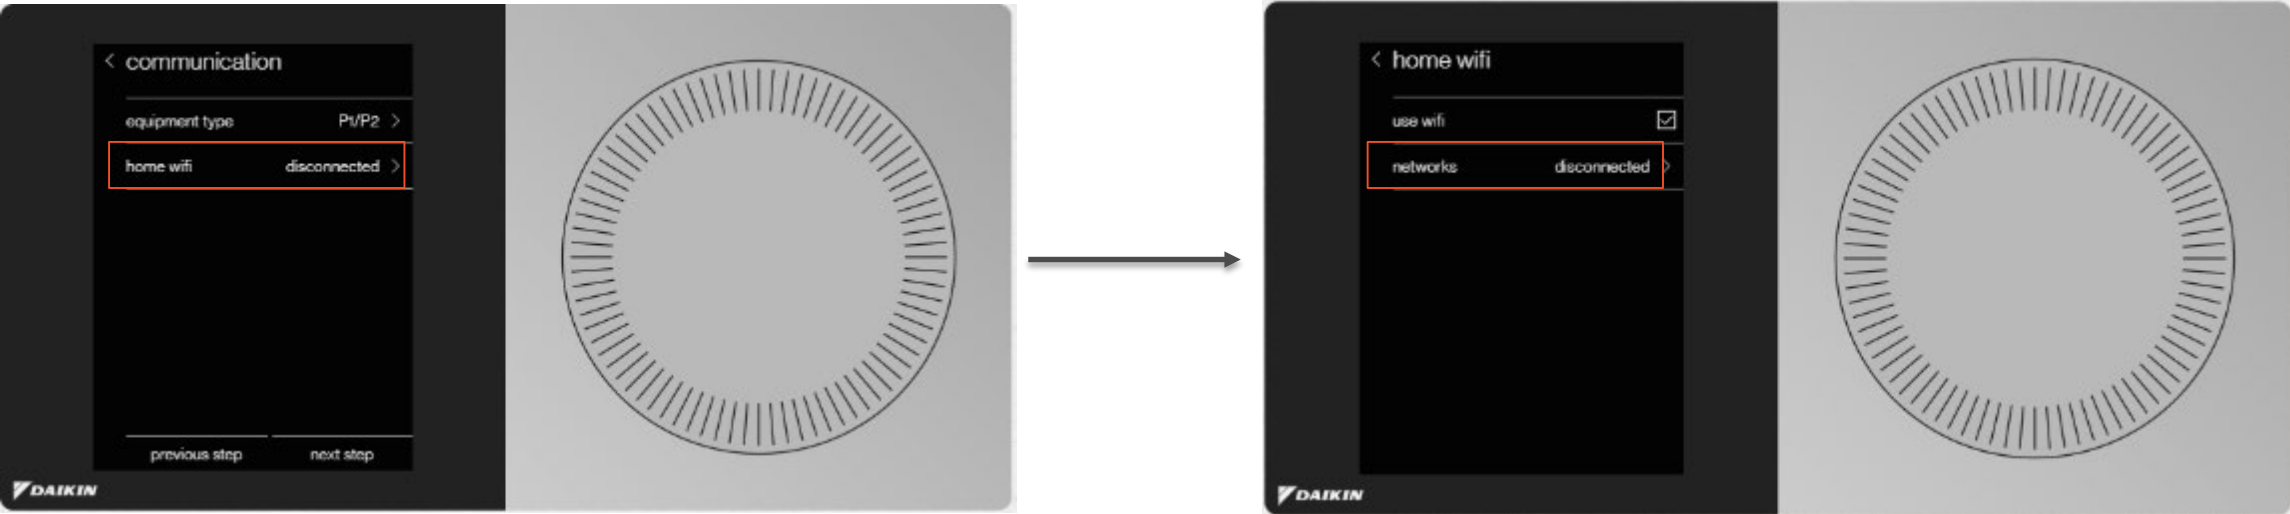 communication
equipment type P1/P2
home wifi disconnected
previous step next step
DAIKIN
home wifi
use wifi
networks disconnected
DAIKIN